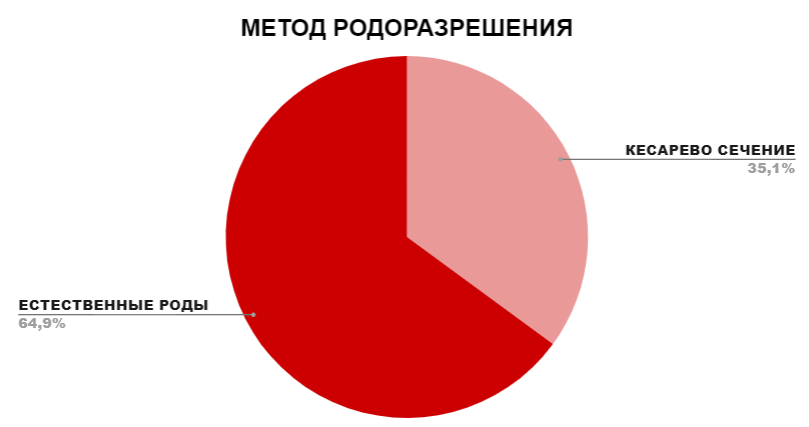 МЕТОД РОДОРАЗРЕШЕНИЯ
КЕСАРЕВО СЕЧЕНИЕ
35,1%
ЕСТЕСТВЕННЫЕ РОДЫ
64,9%